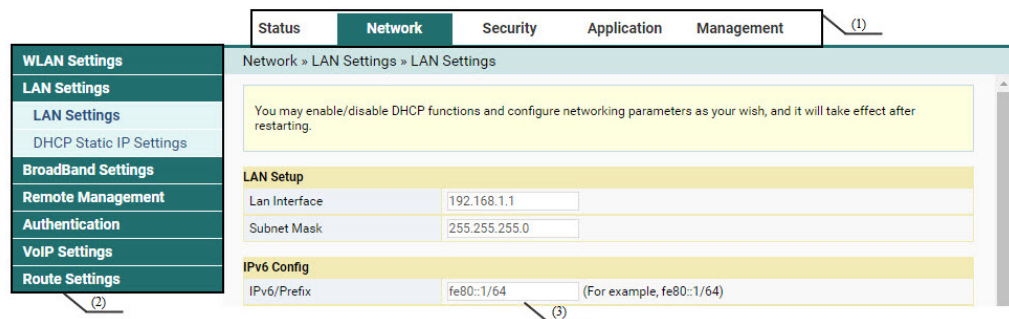 Status Network Security Application Management (1)
WLAN Settings
Network » LAN Settings » LAN Settings
LAN Settings
LAN Settings
DHCP Static IP Settings
BroadBand Settings
Remote Management
Authentication
VoIP Settings
Route Settings
(2)
You may enable/disable DHCP functions and configure networking parameters as your wish, and it will take effect after
restarting.
LAN Setup
Lan Interface 192.168.1.1
Subnet Mask 255.255.255.0
IPv6 Config
IPv6/Prefix fe80::1/64 (For example, fe80::1/64)
(3)